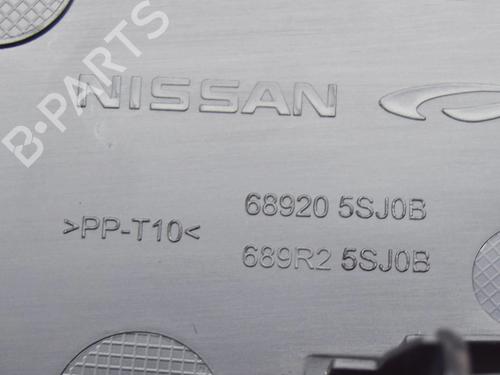 B-PARTS
NISSAN
68920 5SJ0B
>PP-T10<
689R2 5SJ0B